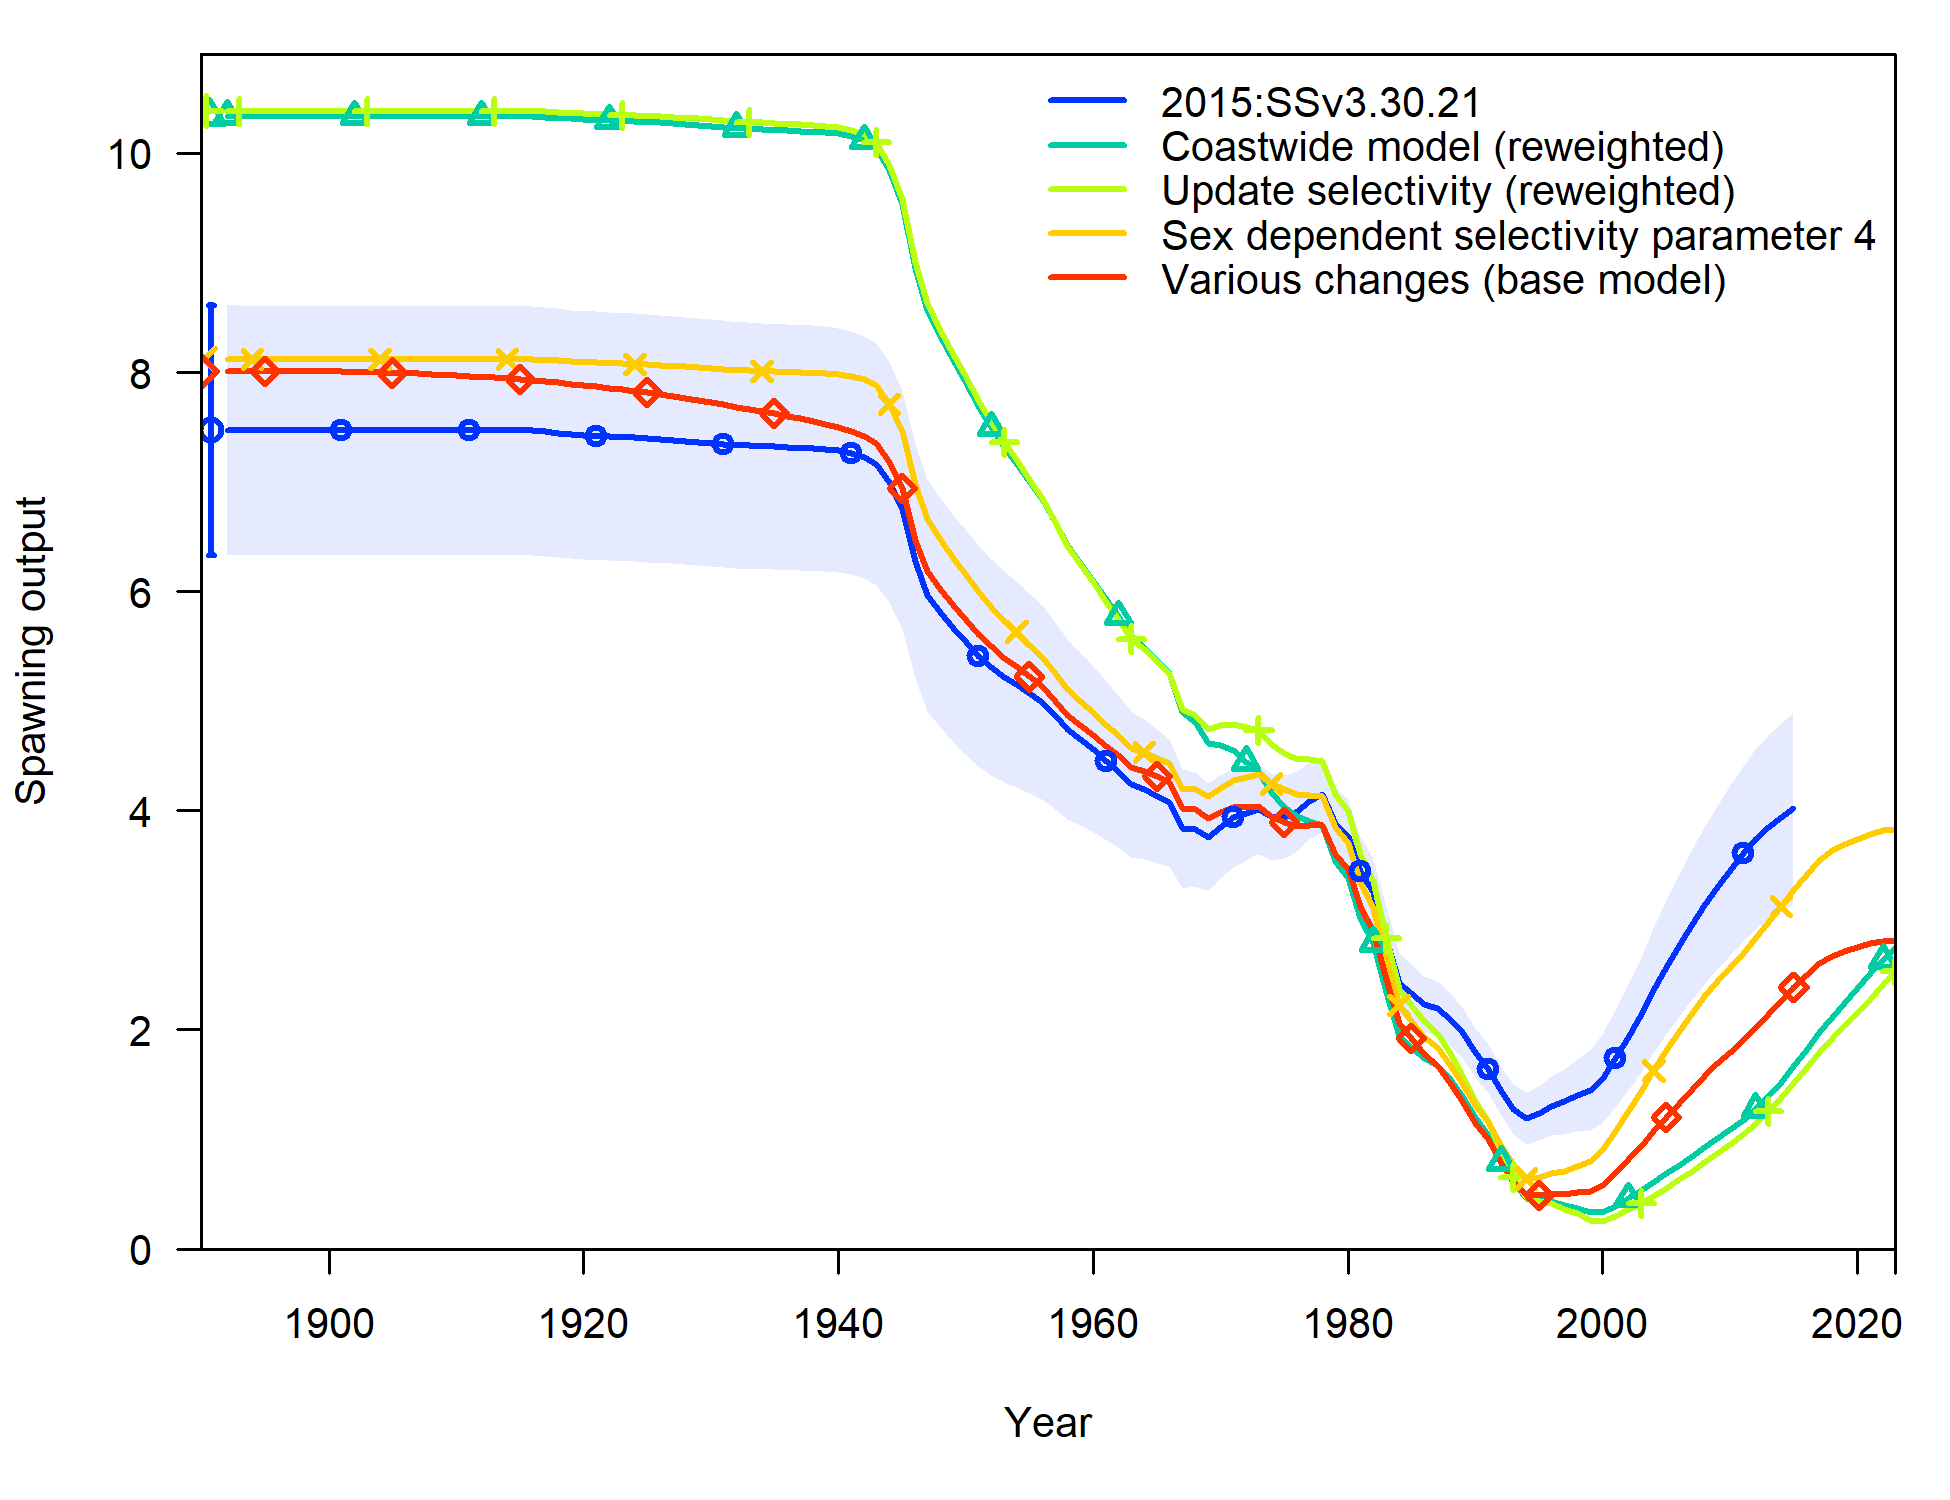 2015:SSv3.30.21
Coastwide model (reweighted)
Update selectivity (reweighted)
Sex dependent selectivity parameter 4
Various changes (base model)
Spawning output
10
8
6
4
2
0
1900 1920 1940 1960 1980 2000 2020
Year